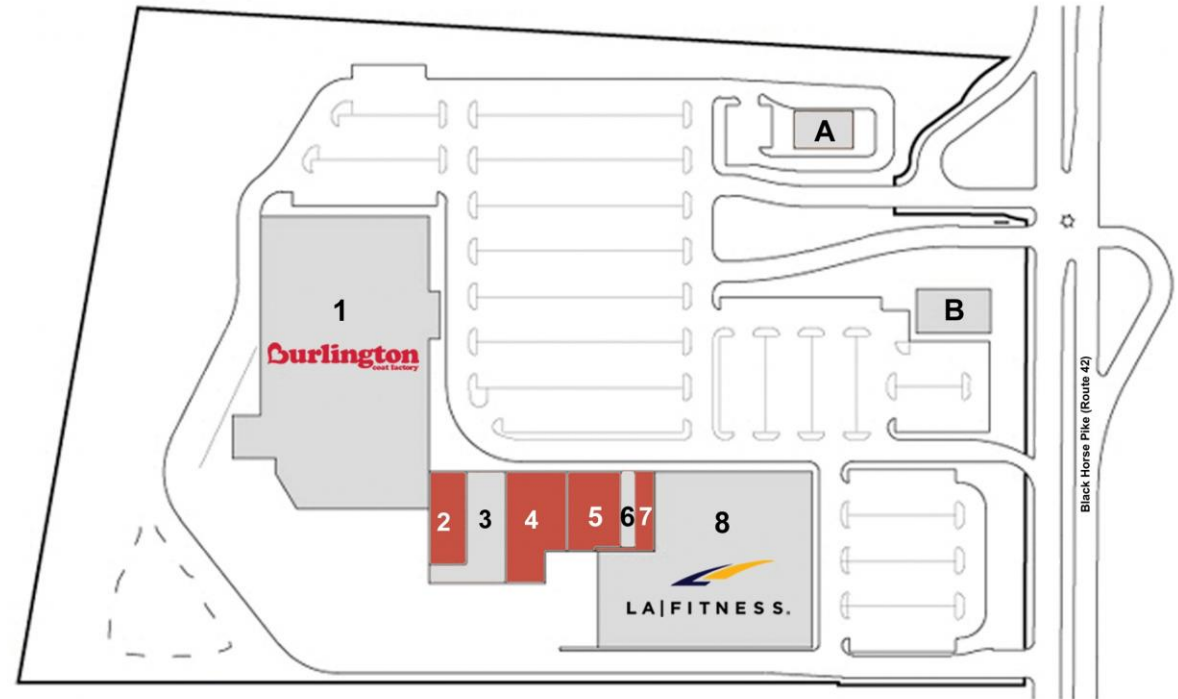 A
B
1
Burlington
coat factory
2
3
4
5
6
7
8
LA|FITNESS.
Black Horse Pike (Route 42)